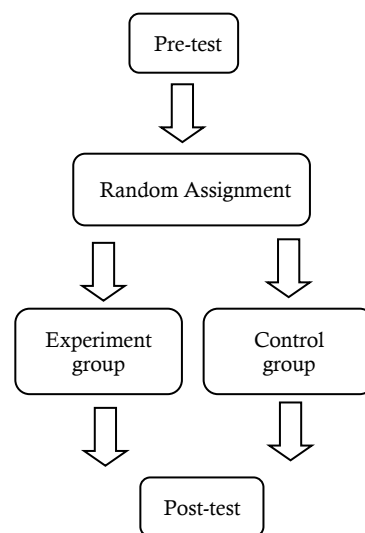 Pre-test
Random Assignment
Experiment
group
Control
group
Post-test